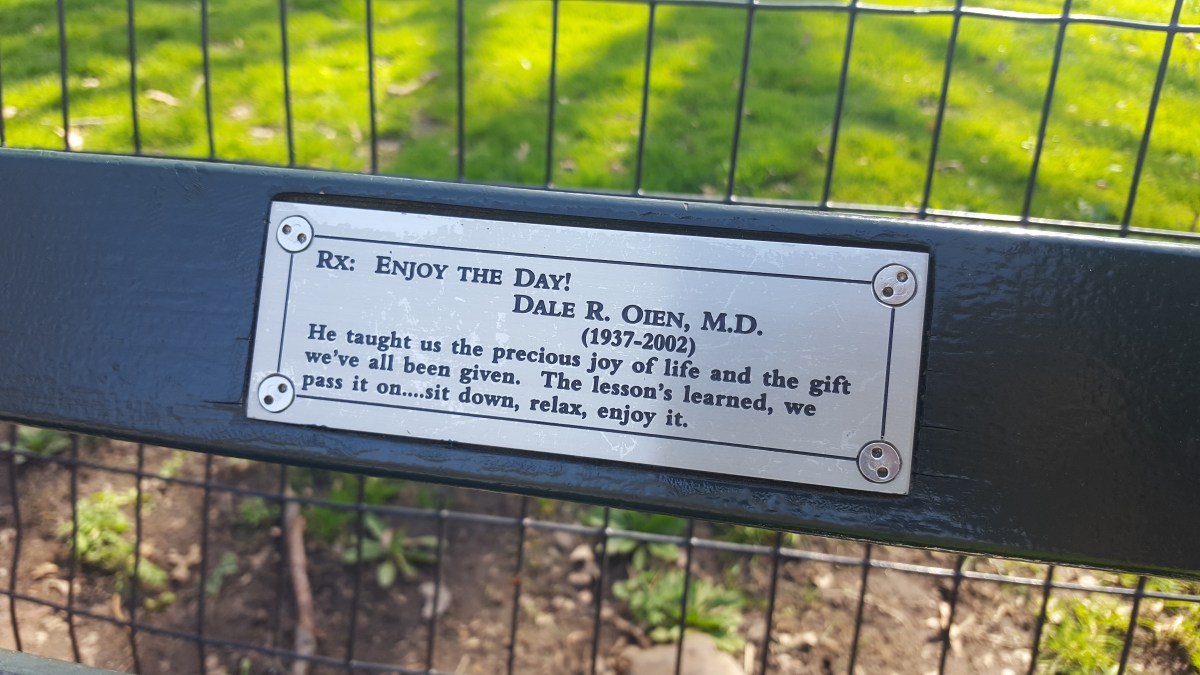 Rx: Enjoy the Day!
Dale R. Oien, M.D.
(1937-2002)
He taught us the precious joy of life and the gift
we've all been given. The lesson's learned, we
pass it on....sit down, relax, enjoy it.